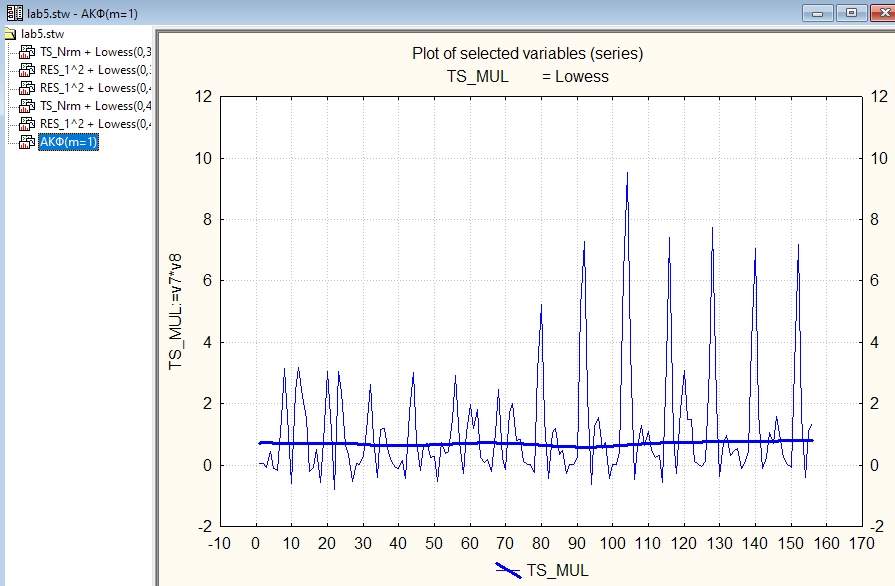 lab5.stw - АКФ(m=1)
lab5.stw
TS_Nrm + Lowess(0,3
RES_1^2 + Lowess(0,3
RES_1^2 + Lowess(0,4
TS_Nrm + Lowess(0,4
RES_1^2 + Lowess(0,4
АКФ(m=1)
Plot of selected variables (series)
TS_MUL = Lowess
12 12
10 10
8 8
6 6
4 4
2 2
0 0
-2 -2
TS_MUL:=v7*v8
-10 0 10 20 30 40 50 60 70 80 90 100 110 120 130 140 150 160 170
TS_MUL